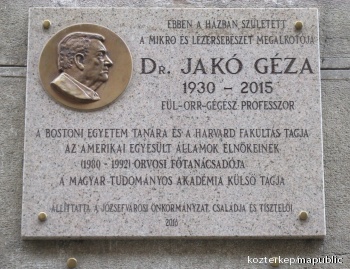 EBBEN A HÁZBAN SZÜLETETT
A MIKRO ÉS LÉZERSEBÉSZET MEGALKOTÓJA
DR. JAKÓ GÉZA
1930 - 2015
FÜL-ORR-GÉGÉSZ PROFESSZOR
A BOSTONI EGYETEM TANÁRA ÉS A HARVARD FAKULTÁS TAGJA
AZ AMERIKAI EGYESÜLT ÁLLAMOK ELNÖKEINEK
(1980 - 1992) ORVOSI FŐTANÁCSADÓJA
A MAGYAR TUDOMÁNYOS AKADÉMIA KÜLSŐ TAGJA
ÁLLÍTTATTA A JÓZSEFVÁROSI ÖNKORMÁNYZAT, CSALÁDJA ÉS TISZTELŐI
2016
kozterkep/mapublic